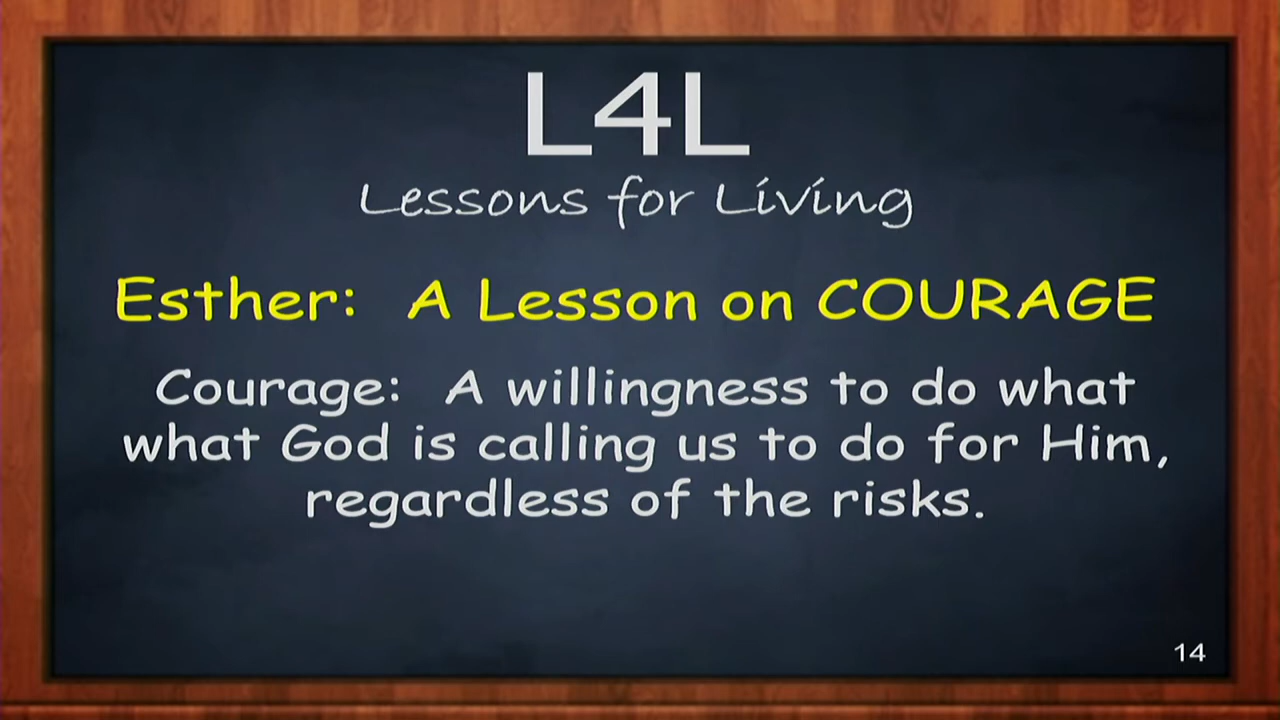 L4L
Lessons for Living
Esther: A Lesson on COURAGE
Courage: A willingness to do what
what God is calling us to do for Him,
regardless of the risks.
14